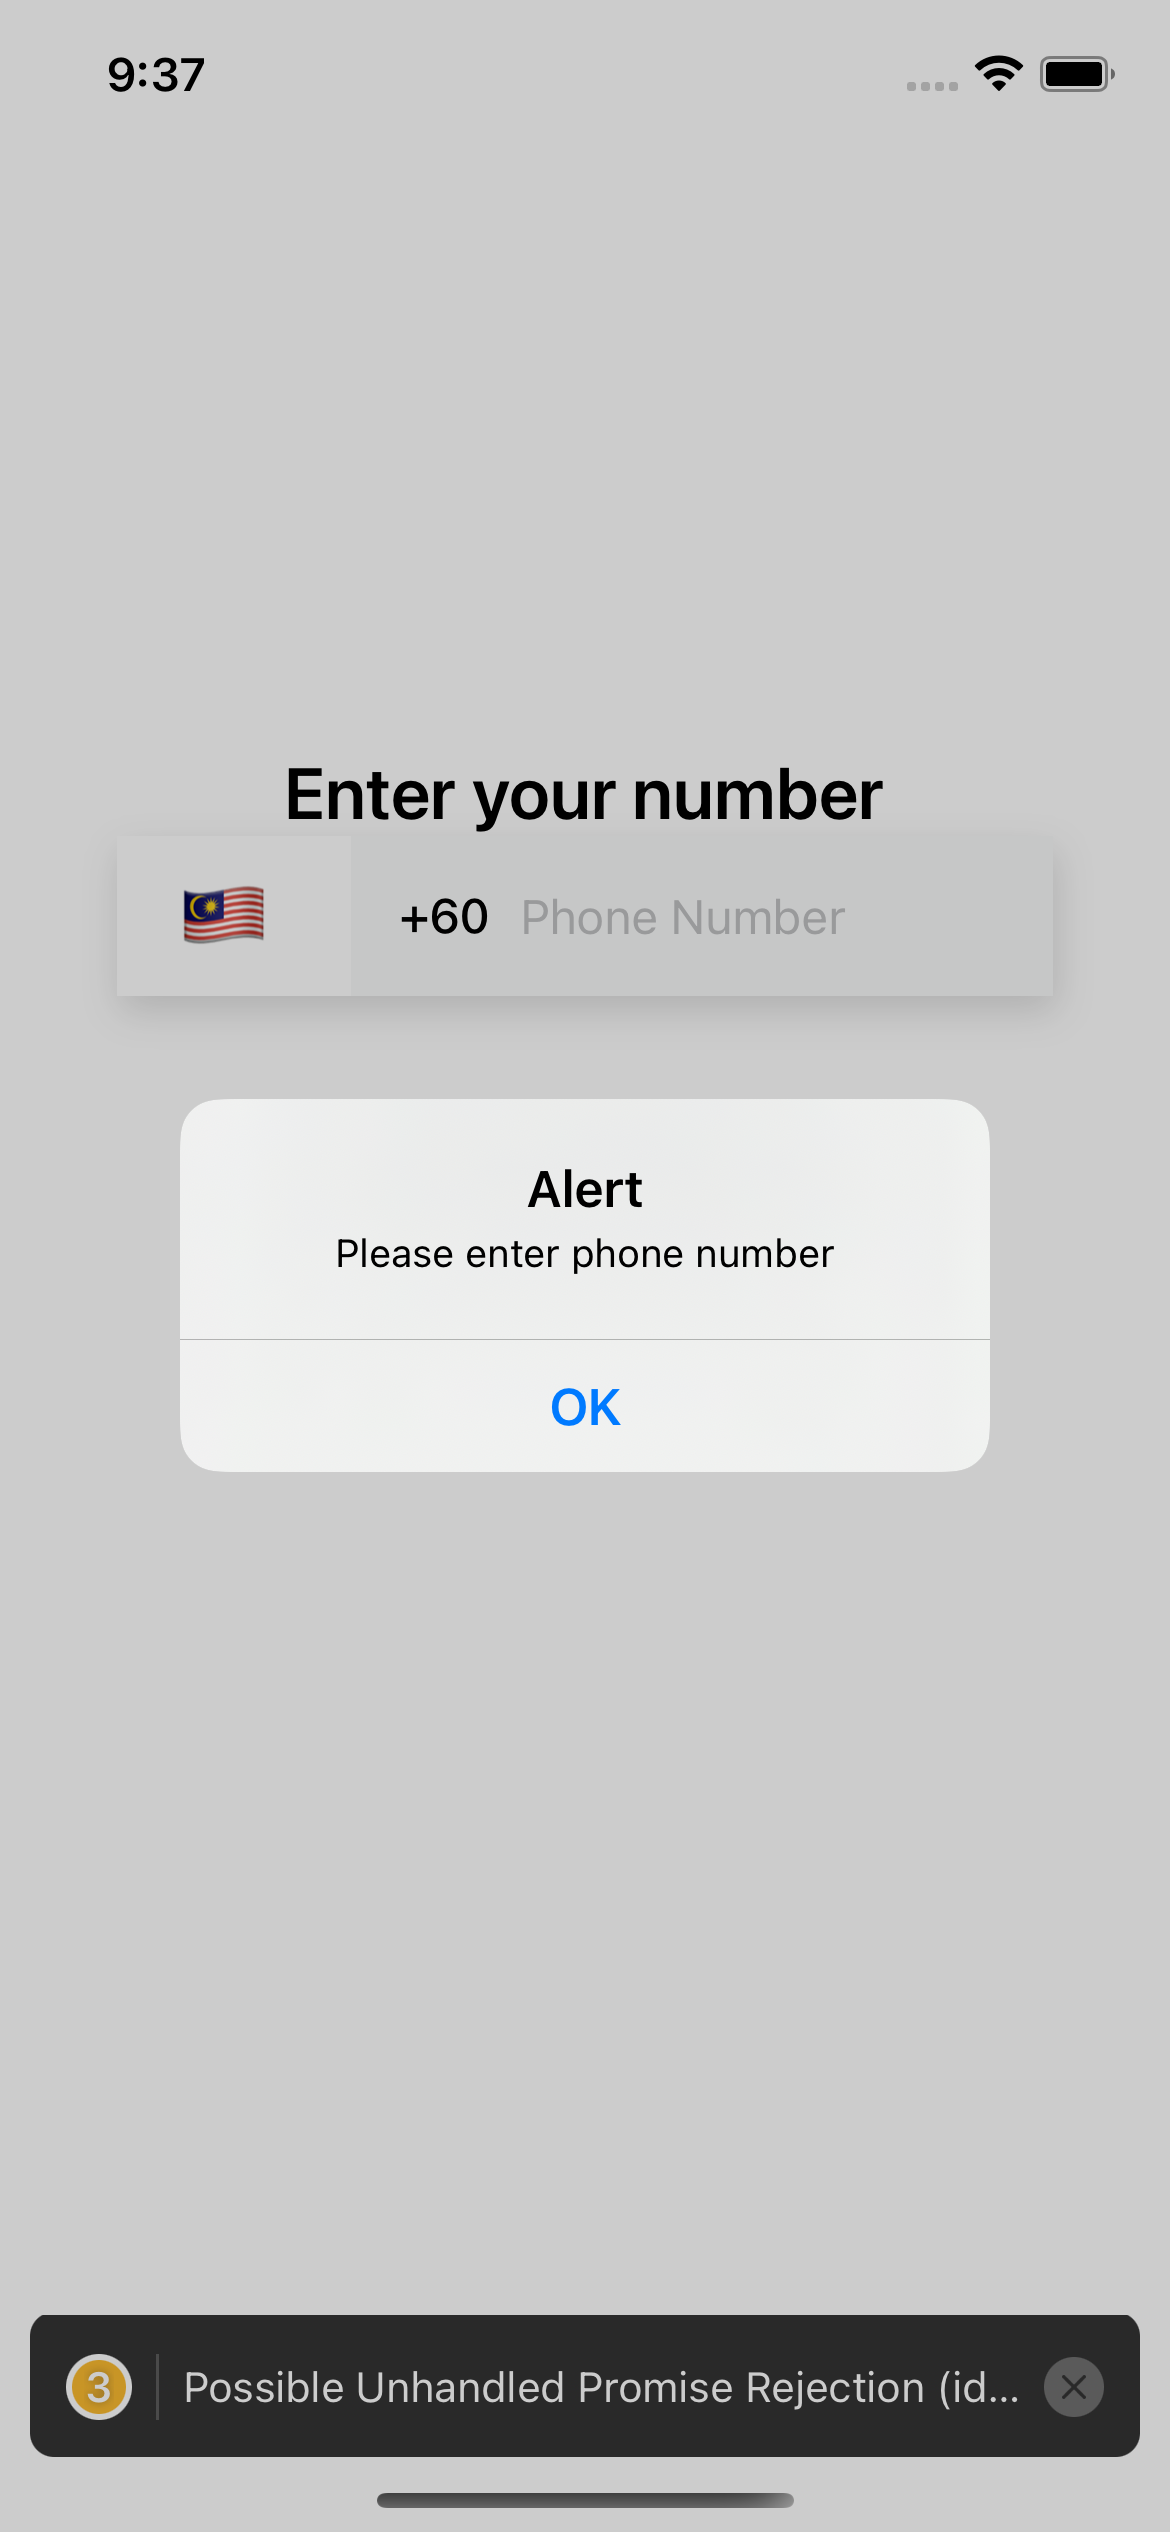 9:37
Enter your number
+60 Phone Number
Alert
Please enter phone number
OK
3 Possible Unhandled Promise Rejection (id...